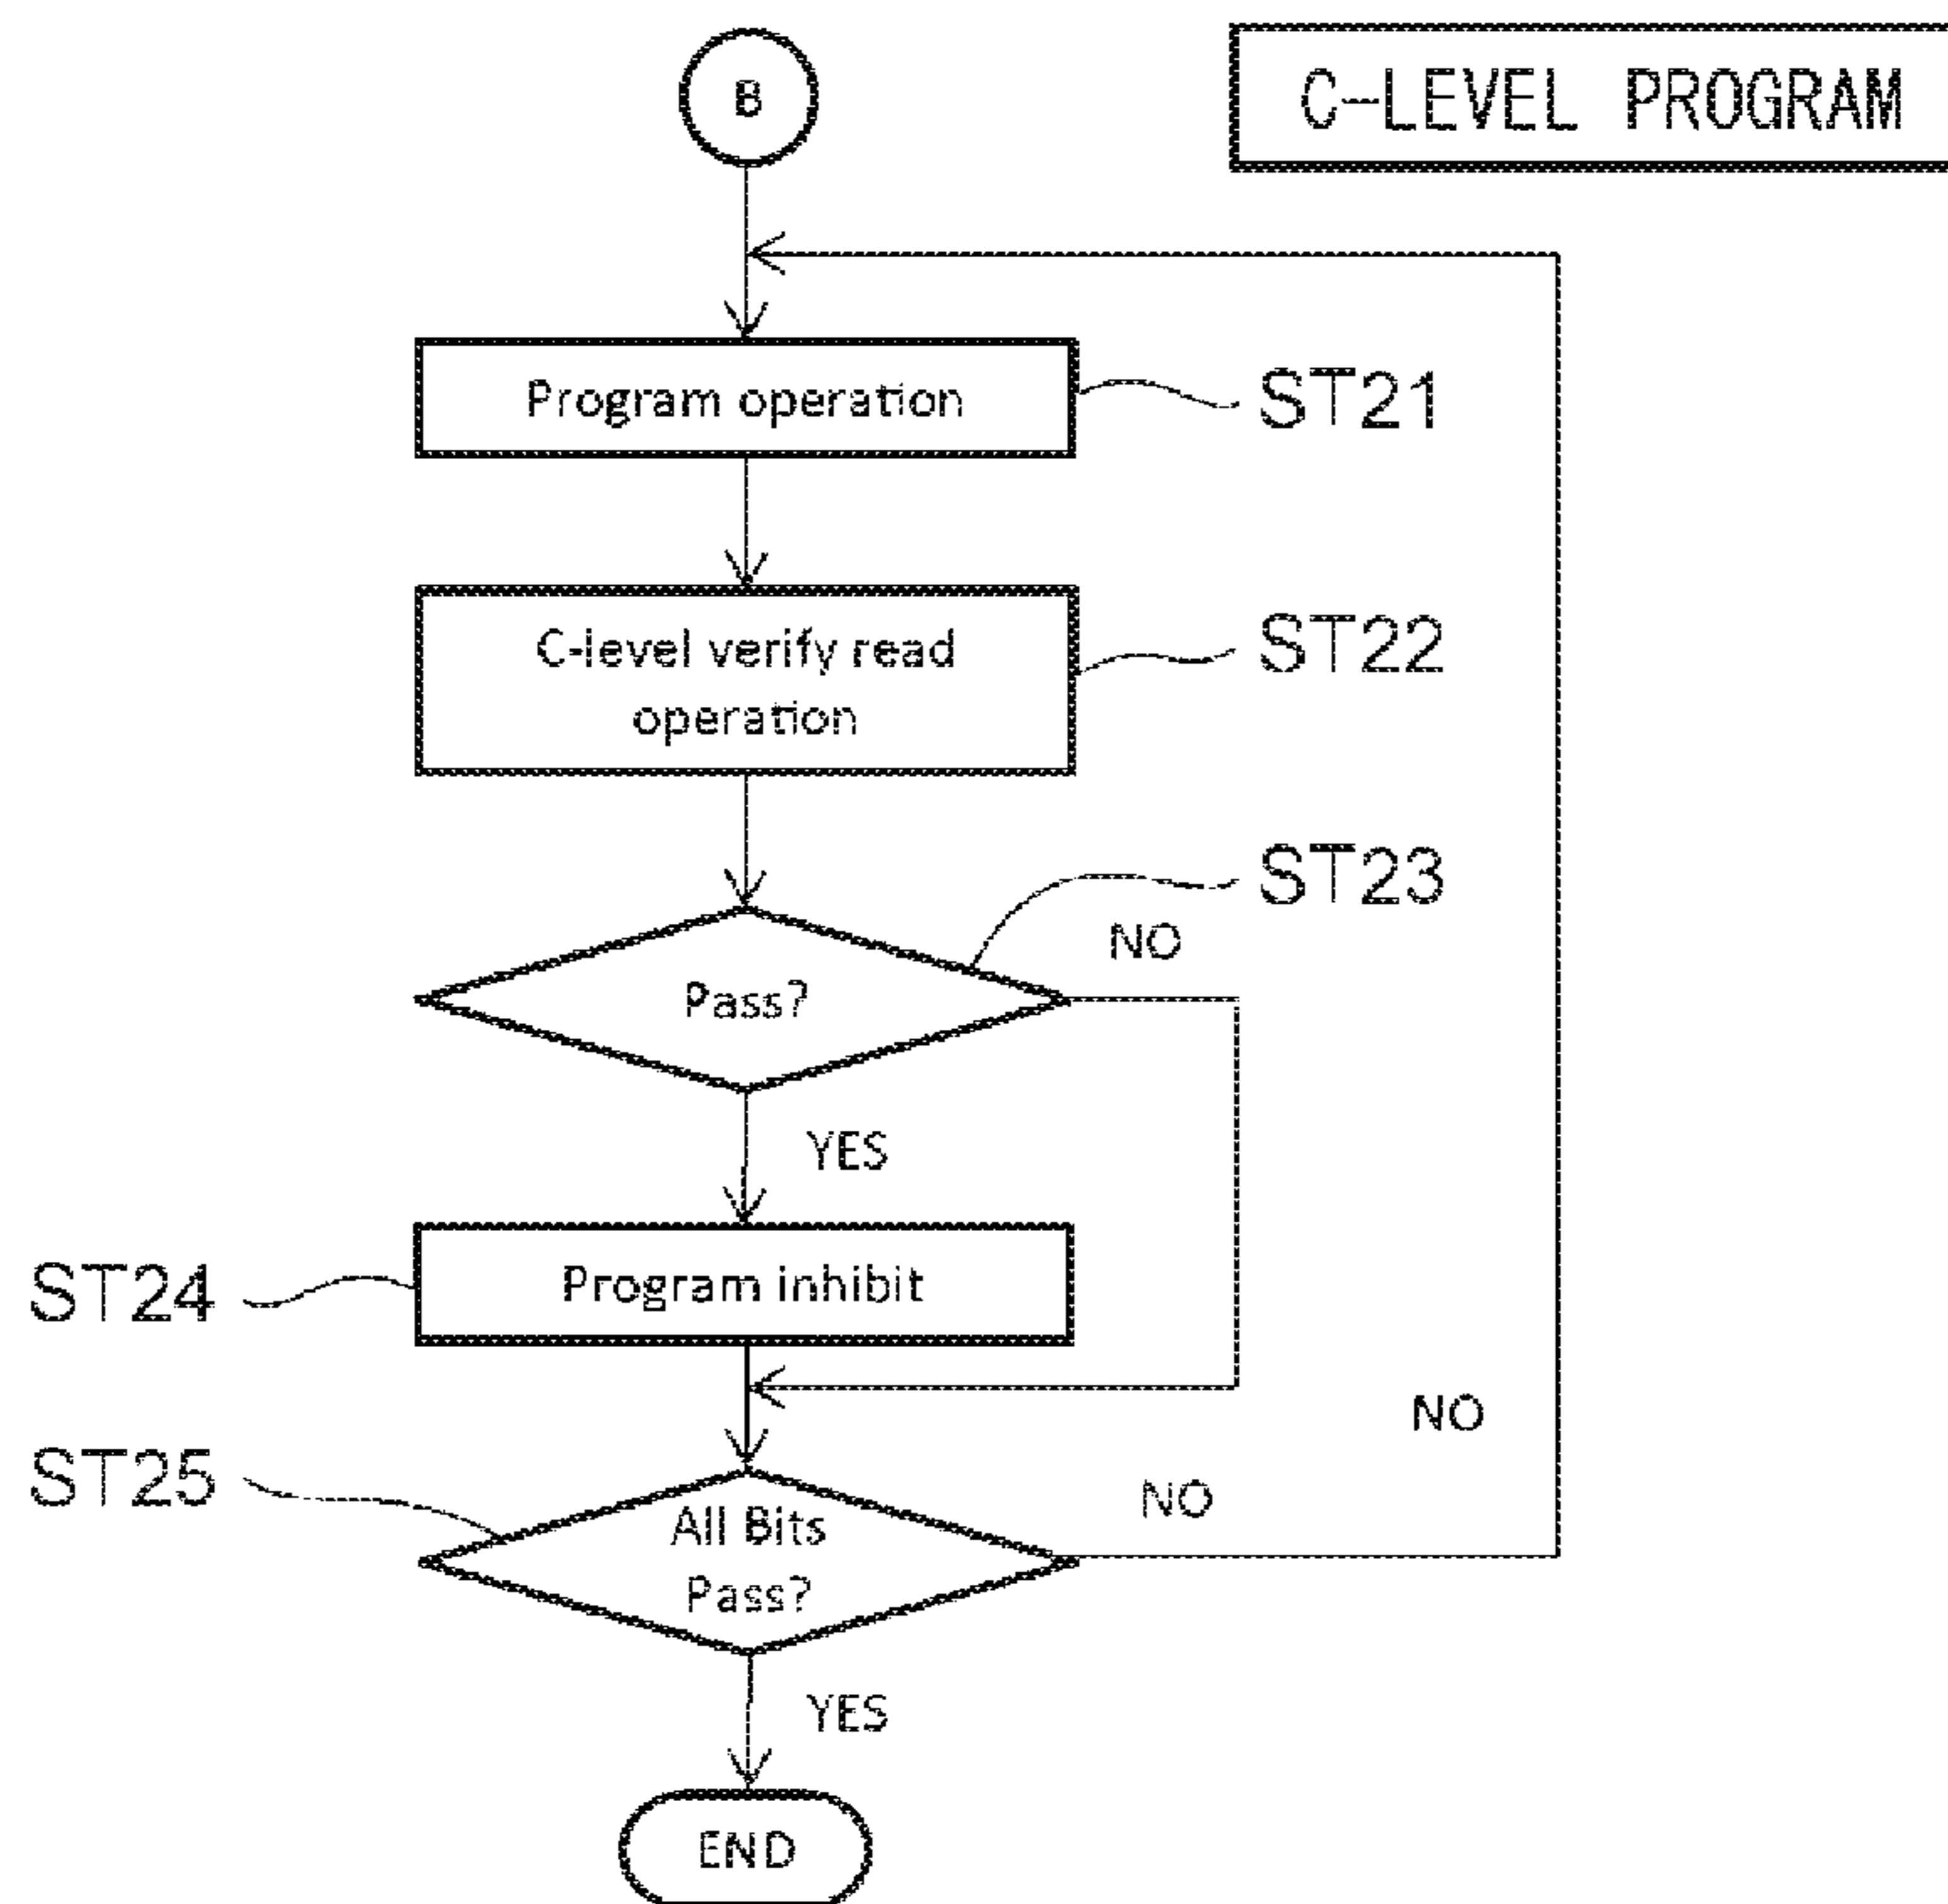 B
C-LEVEL PROGRAM
Program operation
ST21
C-level verify read
operation
ST22
ST23
NO
Pass?
YES
ST24
Program inhibit
NO
ST25
All Bits
Pass?
NO
YES
END